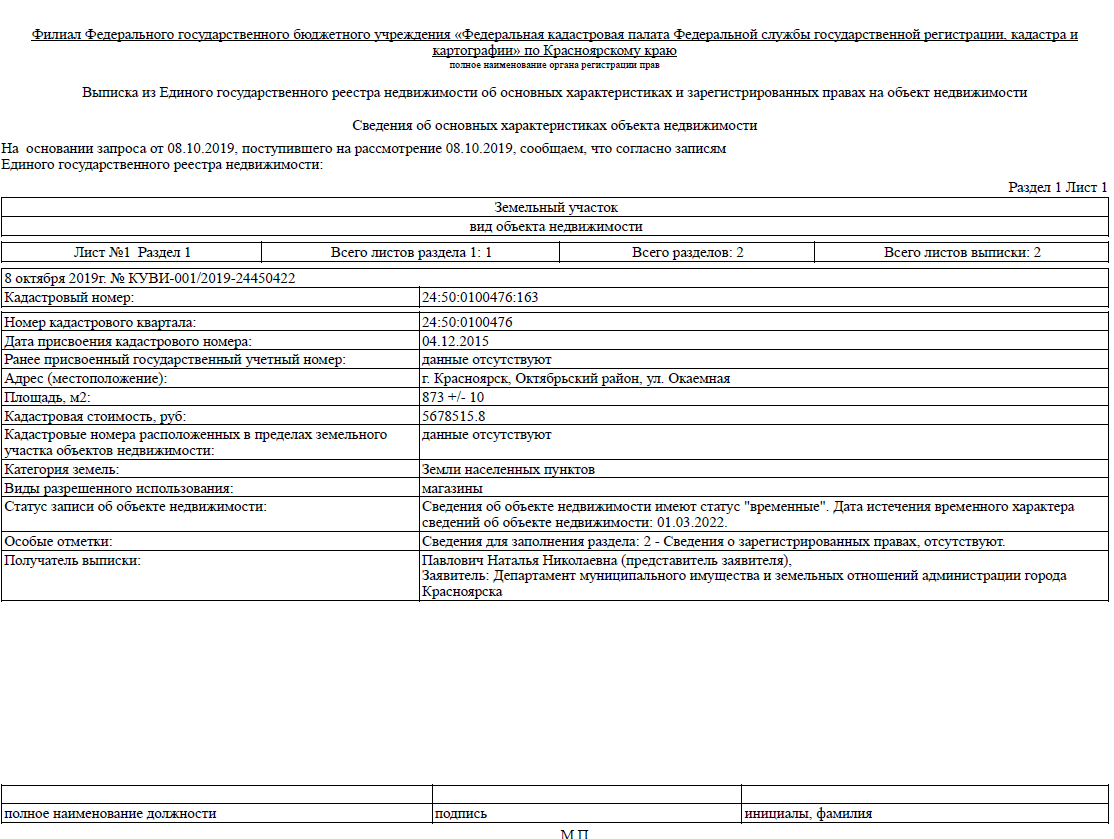 Филиал Федерального государственного бюджетного учреждения «Федеральная кадастровая палата Федеральной службы государственной регистрации, кадастра и
картографии» по Красноярскому краю
полное наименование органа регистрации прав
Выписка из Единого государственного реестра недвижимости об основных характеристиках и зарегистрированных правах на объект недвижимости
Сведения об основных характеристиках объекта недвижимости
На основании запроса от 08.10.2019, поступившего на рассмотрение 08.10.2019, сообщаем, что согласно записям
Единого государственного реестра недвижимости:
Раздел 1 Лист 1
Земельный участок
вид объекта недвижимости
Лист №1 Раздел 1 Всего листов раздела 1: 1 Всего разделов: 2 Всего листов выписки: 2
8 октября 2019г. № КУВИ-001/2019-24450422
Кадастровый номер: 24:50:0100476:163
Номер кадастрового квартала: 24:50:0100476
Дата присвоения кадастрового номера: 04.12.2015
Ранее присвоенный государственный учетный номер: данные отсутствуют
Адрес (местоположение): г. Красноярск, Октябрьский район, ул. Окаемная
Площадь, м2: 873 +/- 10
Кадастровая стоимость, руб: 5678515.8
Кадастровые номера расположенных в пределах земельного данные отсутствуют
участка объектов недвижимости:
Категория земель: Земли населенных пунктов
Виды разрешенного использования: магазины
Статус записи об объекте недвижимости: Сведения об объекте недвижимости имеют статус "временные". Дата истечения временного характера
сведений об объекте недвижимости: 01.03.2022.
Особые отметки: Сведения для заполнения раздела: 2 - Сведения о зарегистрированных правах, отсутствуют.
Получатель выписки: Павлович Наталья Николаевна (представитель заявителя),
Заявитель: Департамент муниципального имущества и земельных отношений администрации города
Красноярска
полное наименование должности подпись инициалы, фамилия
М.П.